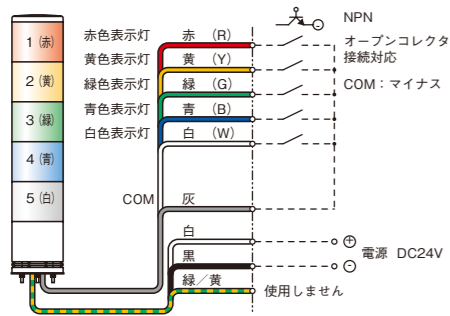 1（赤）
2（黄）
3（緑）
4（青）
5（白）
赤色表示灯 赤（R）
黄色表示灯 黄（Y）
緑色表示灯 緑（G）
青色表示灯 青（B）
白色表示灯 白（W）
COM 灰
白
黒
緑／黄
NPN
オープンコレクタ
接続対応
COM：マイナス
⊕
⊖
電源 DC24V
使用しません